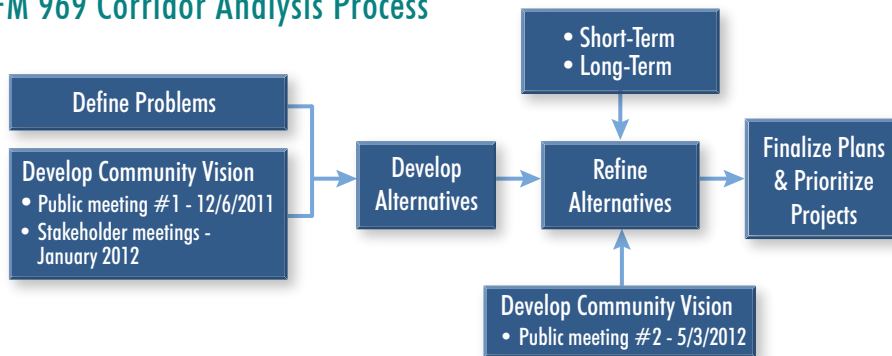 FM 969 Corridor Analysis Process
Define Problems
Develop Community Vision
• Public meeting #1 - 12/6/2011
• Stakeholder meetings -
January 2012
Develop
Alternatives
• Short-Term
• Long-Term
Refine
Alternatives
Develop Community Vision
• Public meeting #2 - 5/3/2012
Finalize Plans
& Prioritize
Projects